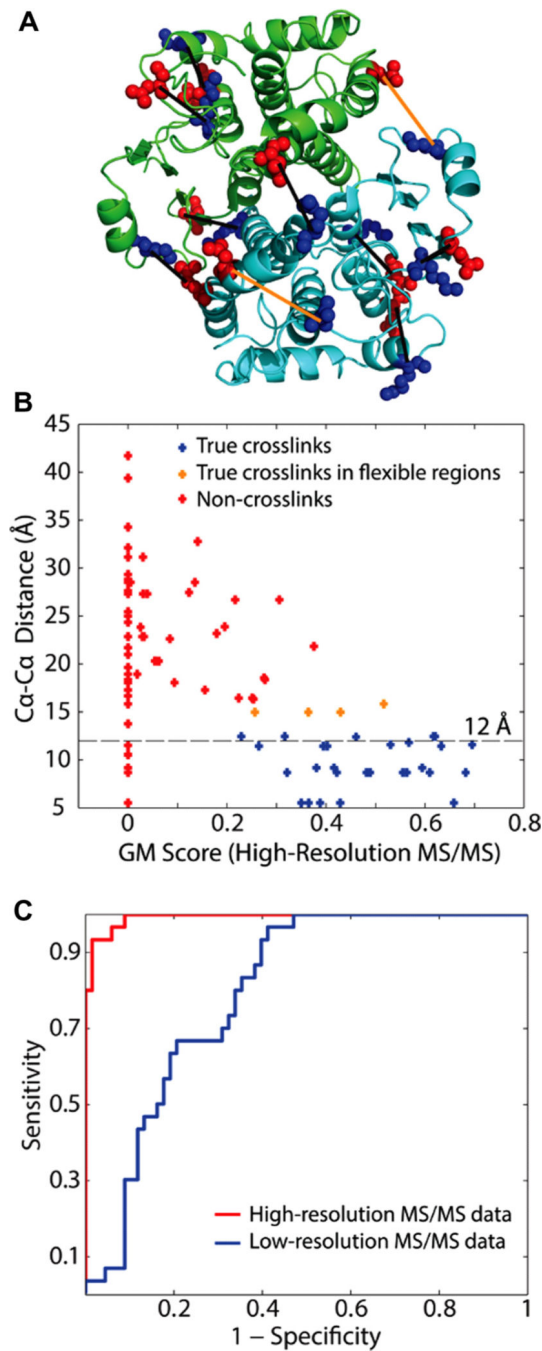 A
B
45
40
35
30
25
20
15
10
5
Cα-Cα Distance (Å)
True crosslinks
True crosslinks in flexible regions
Non-crosslinks
12 Å
0
0.2
0.4
0.6
0.8
GM Score (High-Resolution MS/MS)
C
0.9
0.7
0.5
0.3
0.1
Sensitivity
High-resolution MS/MS data
Low-resolution MS/MS data
0.2
0.4
0.6
0.8
1
1 – Specificity